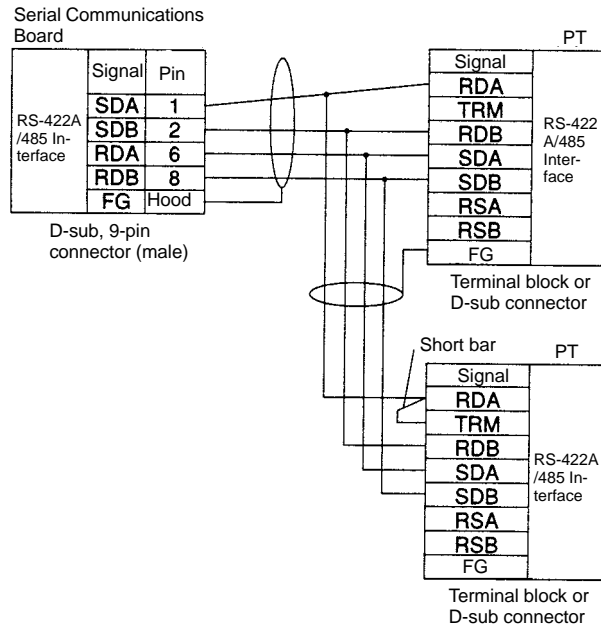 Serial Communications
Board
Signal Pin
RS-422A
/485 In-
terface
SDA 1
SDB 2
RDA 6
RDB 8
FG Hood
D-sub, 9-pin
connector (male)
PT
Signal
RDA
TRM
RDB
SDA
SDB
RSA
RSB
FG
RS-422
A/485
Inter-
face
Terminal block or
D-sub connector
Short bar
PT
Signal
RDA
TRM
RDB
SDA
SDB
RSA
RSB
FG
RS-422A
/485 In-
terface
Terminal block or
D-sub connector